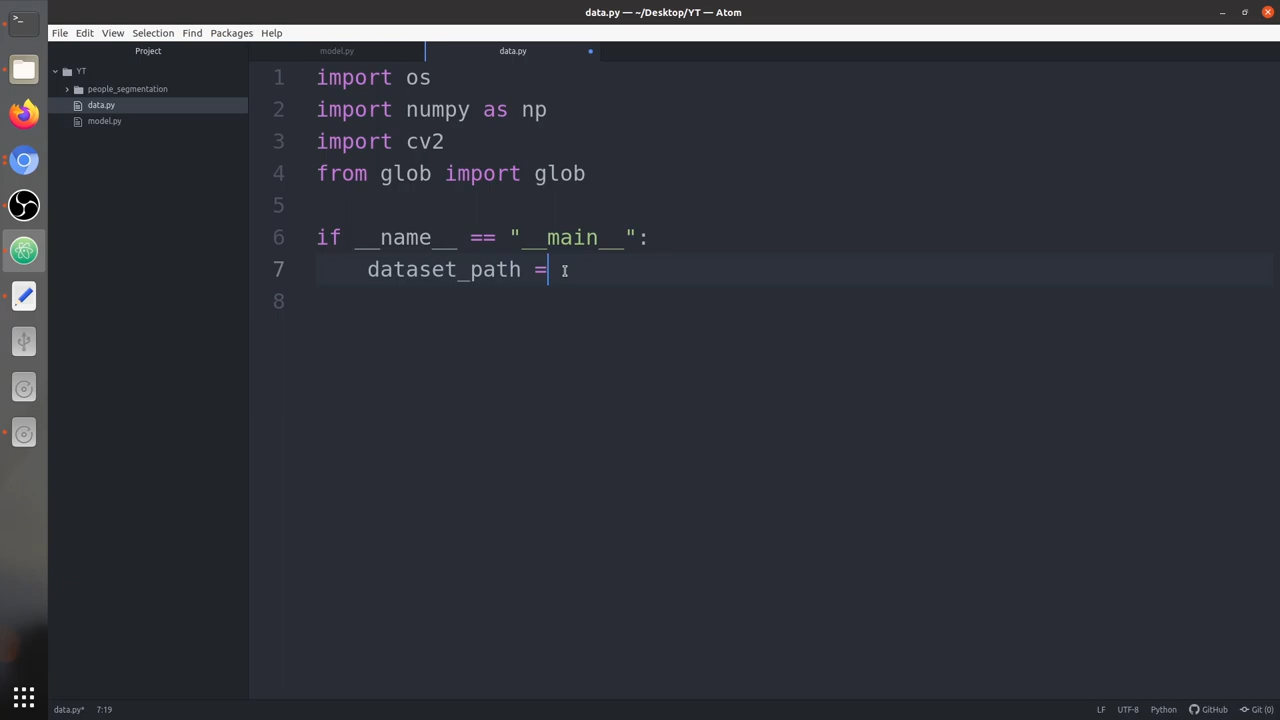 data.py — ~/Desktop/YT — Atom
File Edit View Selection Find Packages Help
Project
model.py
data.py
YT
people_segmentation
data.py
model.py
1 import os
2 import numpy as np
3 import cv2
4 from glob import glob
5
6 if __name__ == "__main__":
7 dataset_path =
8
data.py* 7:19
LF UTF-8 Python GitHub Git (0)